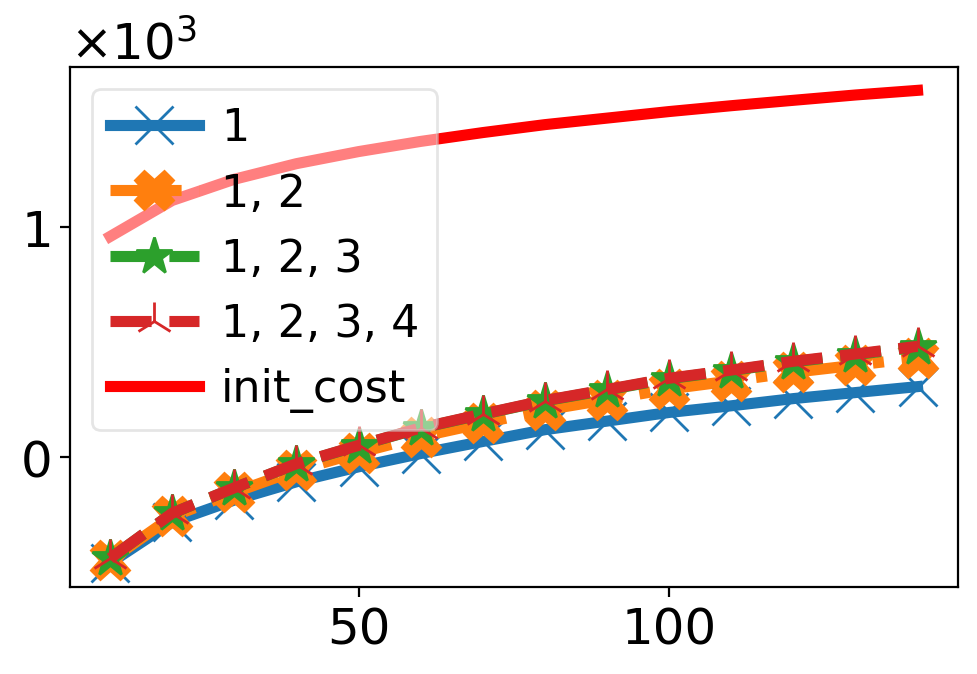 ×10³
1
1, 2
1, 2, 3
1, 2, 3, 4
init_cost
1
0
50 100